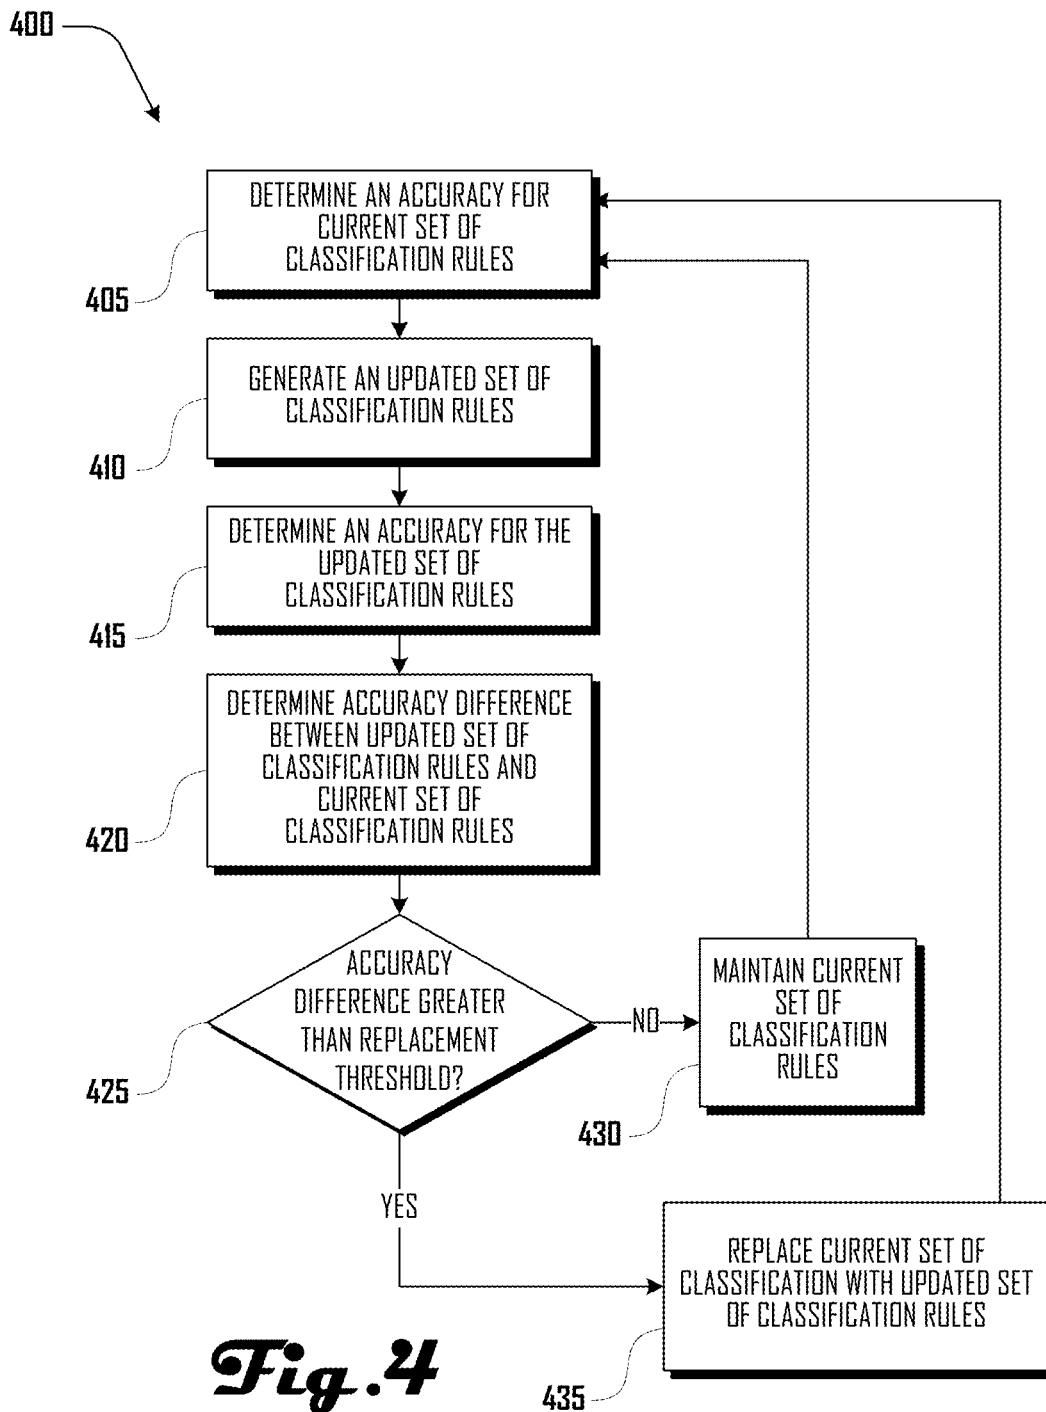 400
DETERMINE AN ACCURACY FOR
CURRENT SET OF
CLASSIFICATION RULES
405
GENERATE AN UPDATED SET OF
CLASSIFICATION RULES
410
DETERMINE AN ACCURACY FOR THE
UPDATED SET OF
CLASSIFICATION RULES
415
DETERMINE ACCURACY DIFFERENCE
BETWEEN UPDATED SET OF
CLASSIFICATION RULES AND
CURRENT SET OF
CLASSIFICATION RULES
420
ACCURACY
DIFFERENCE GREATER
THAN REPLACEMENT
THRESHOLD?
425
NO
MAINTAIN CURRENT
SET OF
CLASSIFICATION
RULES
430
YES
REPLACE CURRENT SET OF
CLASSIFICATION WITH UPDATED SET
OF CLASSIFICATION RULES
435
Fig.4